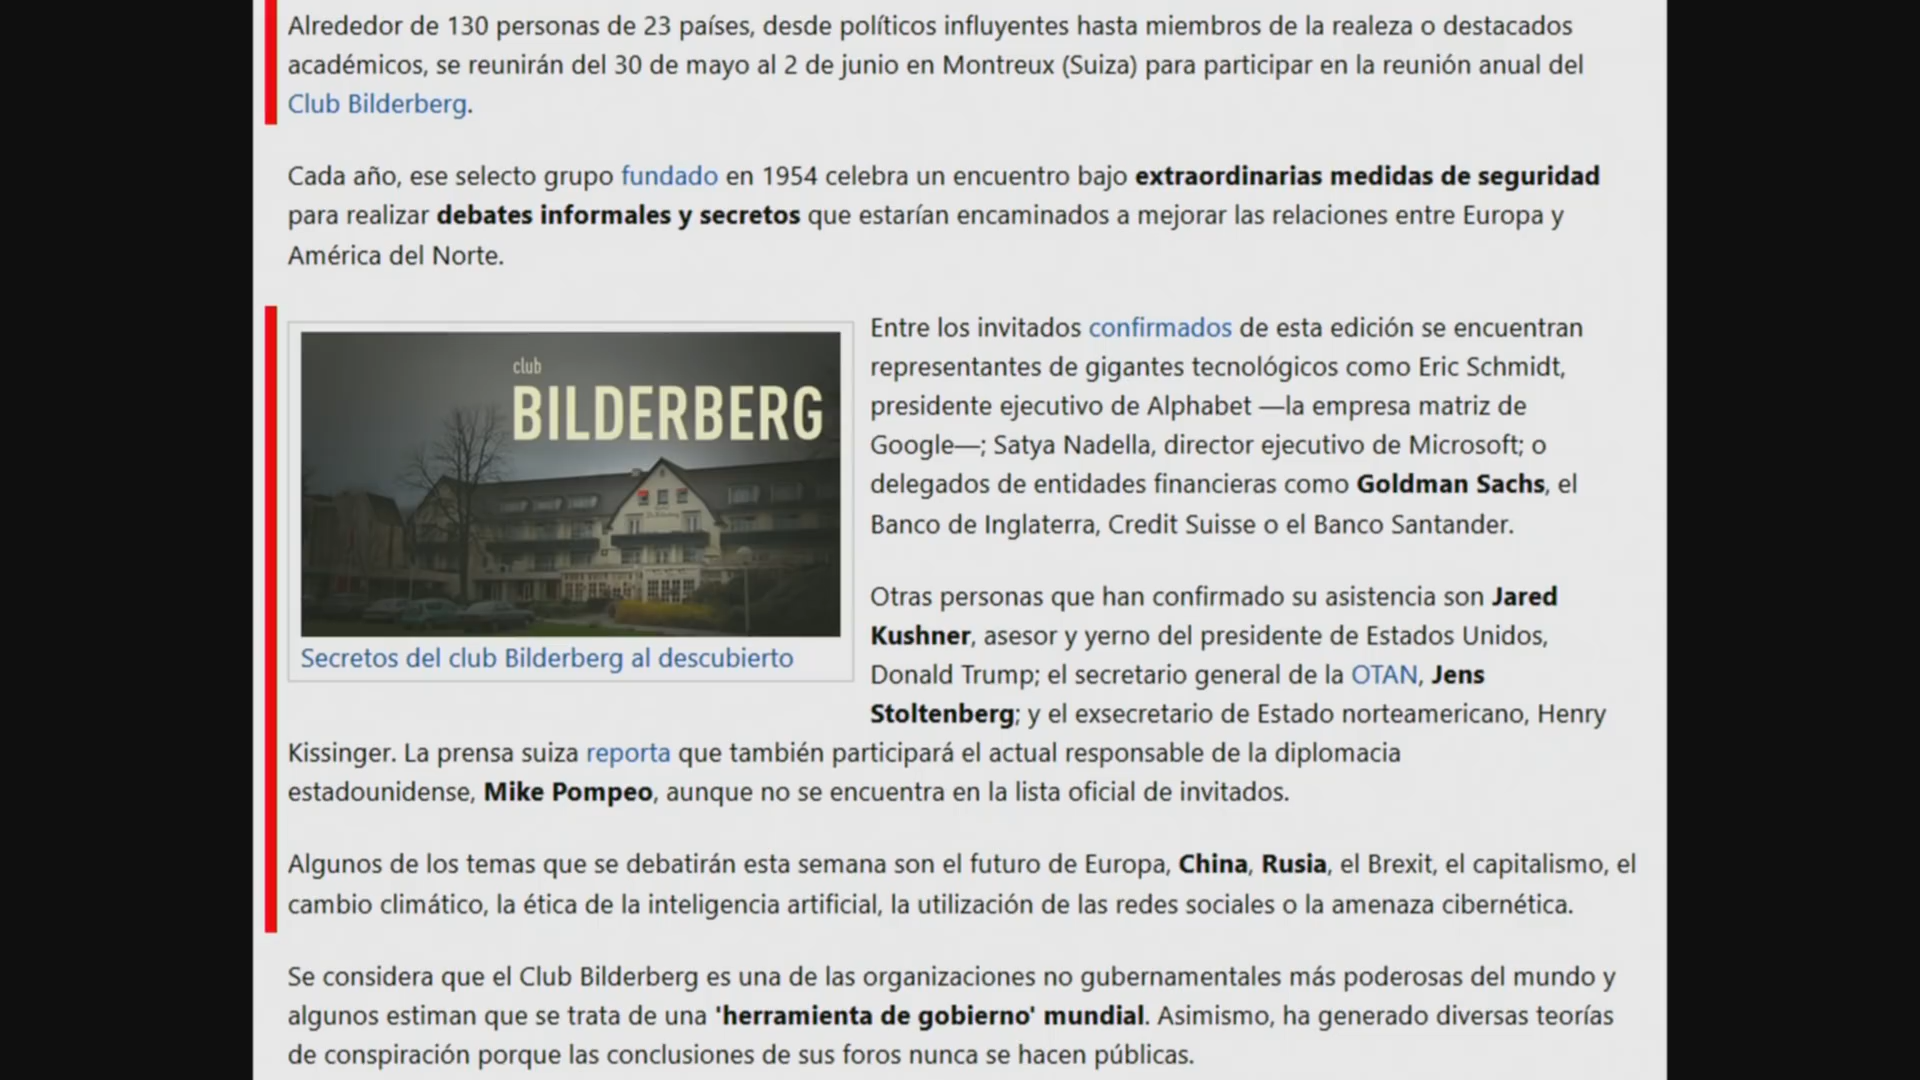 Alrededor de 130 personas de 23 países, desde políticos influyentes hasta miembros de la realeza o destacados
académicos, se reunirán del 30 de mayo al 2 de junio en Montreux (Suiza) para participar en la reunión anual del
Club Bilderberg.
Cada año, ese selecto grupo fundado en 1954 celebra un encuentro bajo extraordinarias medidas de seguridad
para realizar debates informales y secretos que estarían encaminados a mejorar las relaciones entre Europa y
América del Norte.
club
BILDERBERG
Secretos del club Bilderberg al descubierto
Entre los invitados confirmados de esta edición se encuentran
representantes de gigantes tecnológicos como Eric Schmidt,
presidente ejecutivo de Alphabet —la empresa matriz de
Google—; Satya Nadella, director ejecutivo de Microsoft; o
delegados de entidades financieras como Goldman Sachs, el
Banco de Inglaterra, Credit Suisse o el Banco Santander.
Otras personas que han confirmado su asistencia son Jared
Kushner, asesor y yerno del presidente de Estados Unidos,
Donald Trump; el secretario general de la OTAN, Jens
Stoltenberg; y el exsecretario de Estado norteamericano, Henry
Kissinger. La prensa suiza reporta que también participará el actual responsable de la diplomacia
estadounidense, Mike Pompeo, aunque no se encuentra en la lista oficial de invitados.
Algunos de los temas que se debatirán esta semana son el futuro de Europa, China, Rusia, el Brexit, el capitalismo, el
cambio climático, la ética de la inteligencia artificial, la utilización de las redes sociales o la amenaza cibernética.
Se considera que el Club Bilderberg es una de las organizaciones no gubernamentales más poderosas del mundo y
algunos estiman que se trata de una 'herramienta de gobierno' mundial. Asimismo, ha generado diversas teorías
de conspiración porque las conclusiones de sus foros nunca se hacen públicas.